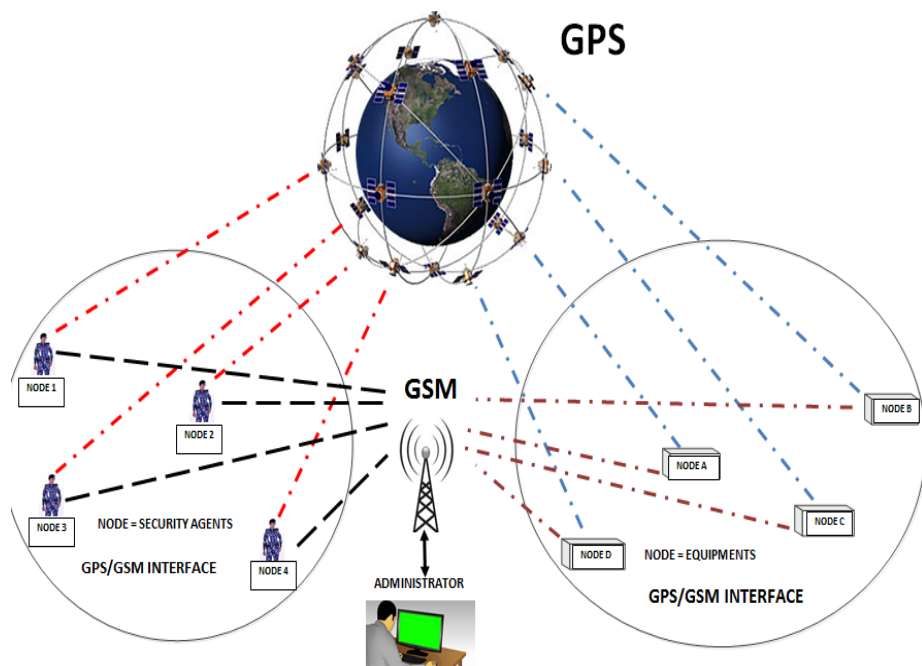 GPS
NODE 1
NODE 2
NODE 3
NODE = SECURITY AGENTS
NODE 4
GPS/GSM INTERFACE
GSM
ADMINISTRATOR
NODE B
NODE A
NODE C
NODE D
NODE = EQUIPMENTS
GPS/GSM INTERFACE